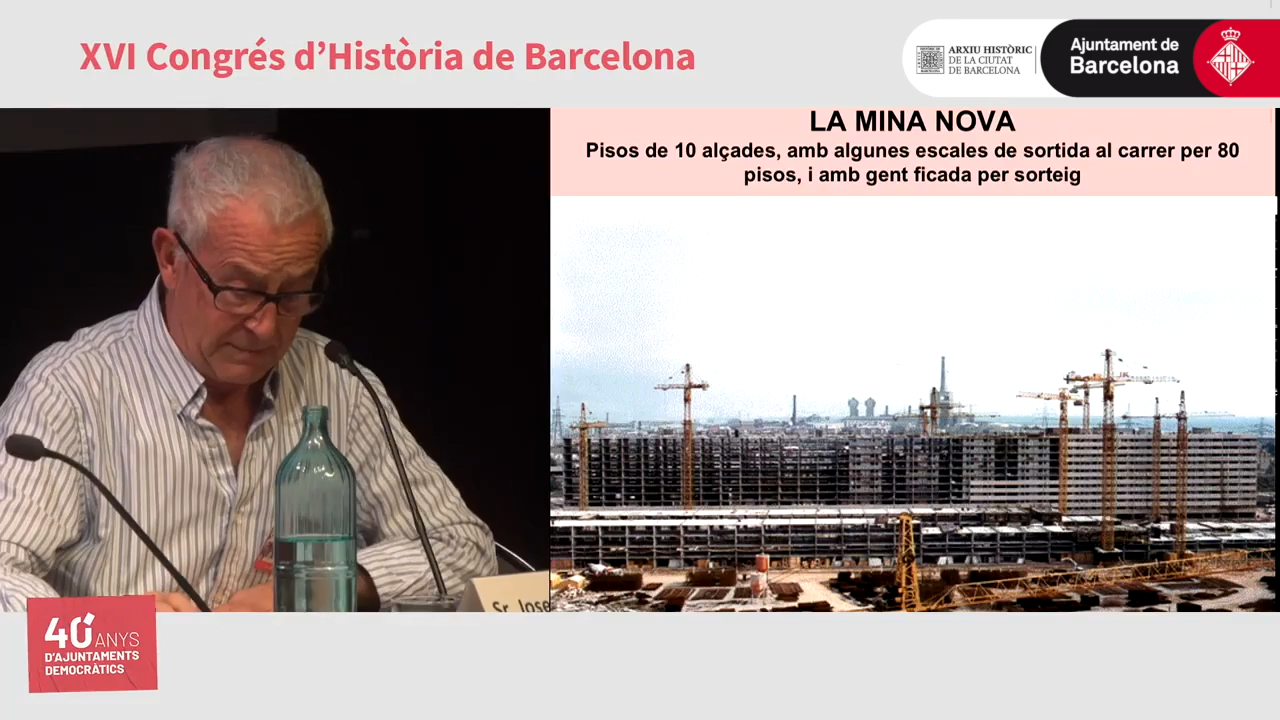 XVI Congrés d'Història de Barcelona
ARXIU HISTÒRIC
DE LA CIUTAT
DE BARCELONA
Ajuntament de
Barcelona
LA MINA NOVA
Pisos de 10 alçades, amb algunes escales de sortida al carrer per 80
pisos, i amb gent ficada per sorteig
Sr. Jose
40 ANYS
D'AJUNTAMENTS
DEMOCRÀTICS